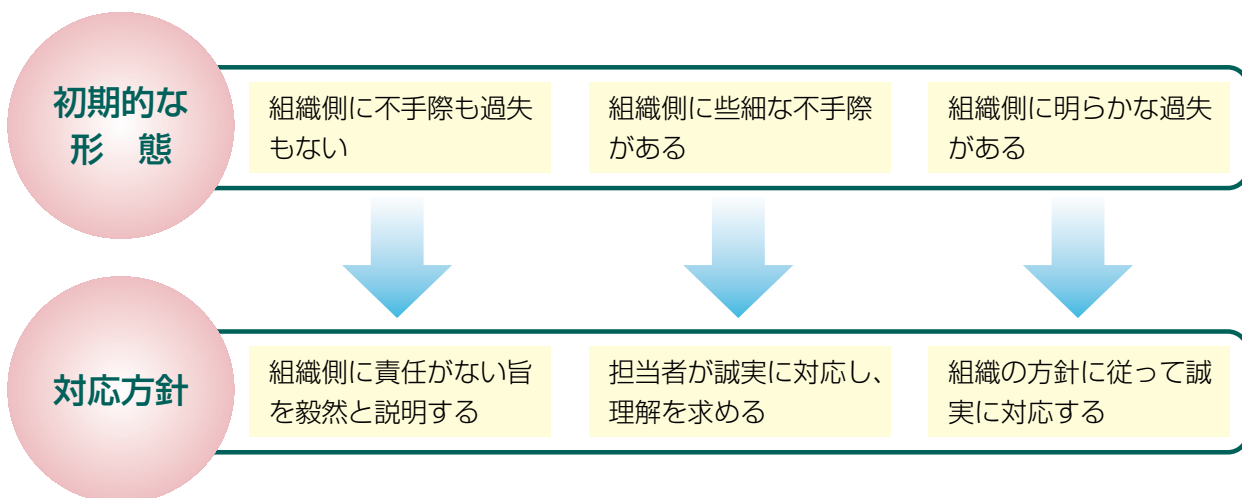 初期的な
形　態
組織側に不手際も過失
もない
組織側に些細な不手際
がある
組織側に明らかな過失
がある
対応方針
組織側に責任がない旨
を毅然と説明する
担当者が誠実に対応し、
理解を求める
組織の方針に従って誠
実に対応する